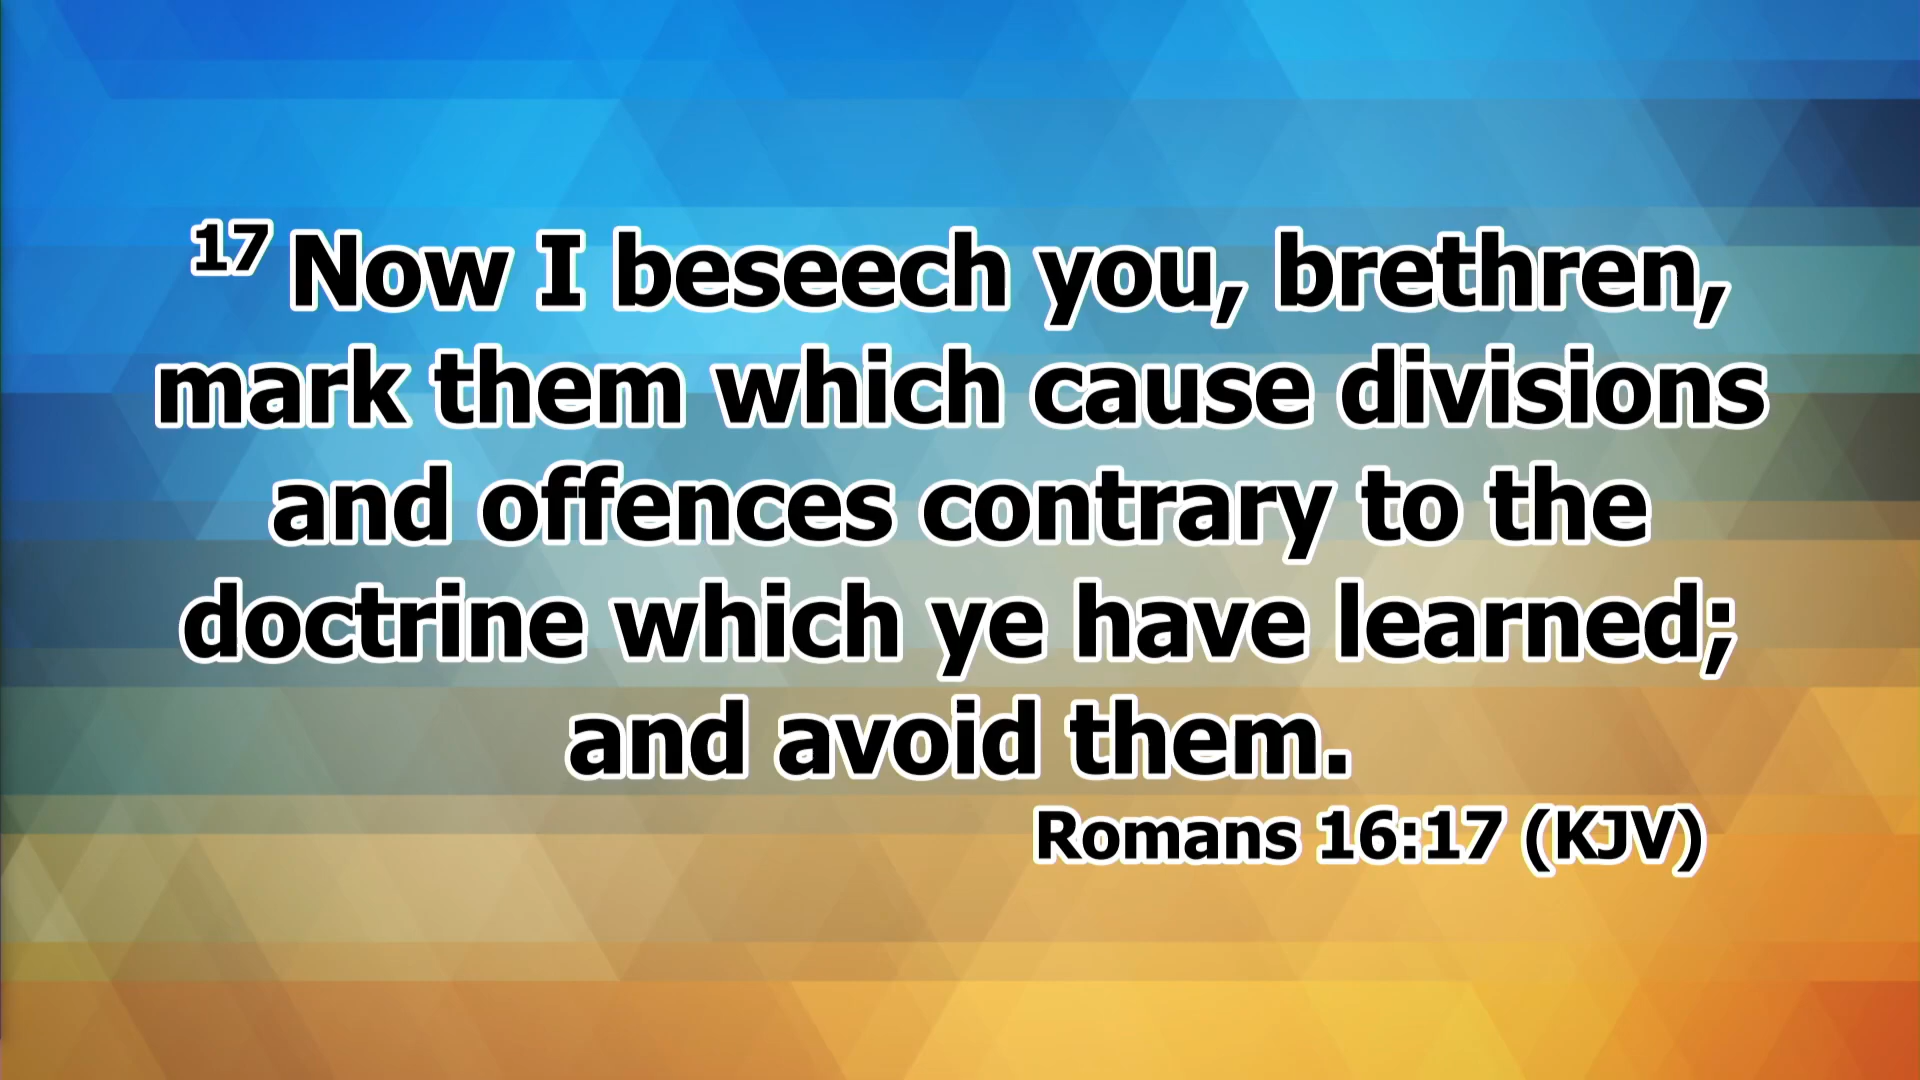 17 Now I beseech you, brethren,
mark them which cause divisions
and offences contrary to the
doctrine which ye have learned;
and avoid them.
Romans 16:17 (KJV)